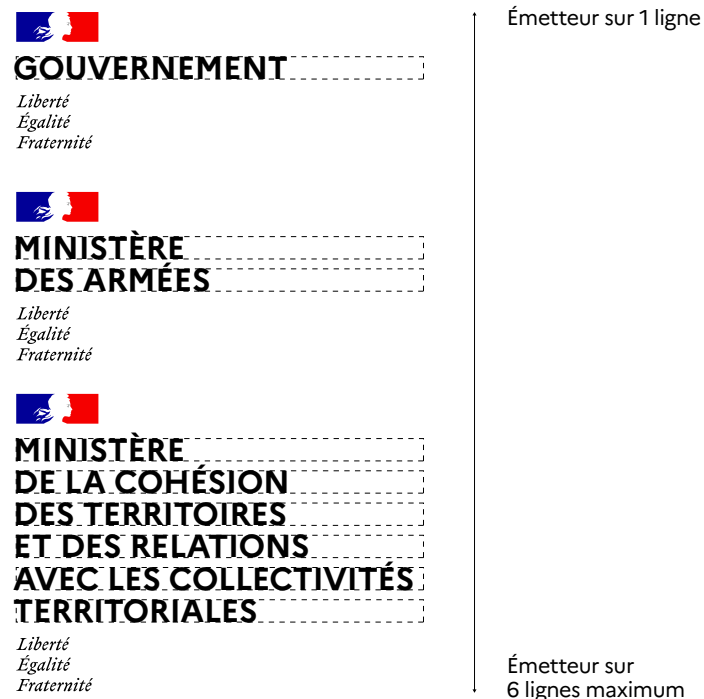 GOUVERNEMENT
Liberté
Égalité
Fraternité
MINISTÈRE
DES ARMÉES
Liberté
Égalité
Fraternité
MINISTÈRE
DE LA COHÉSION
DES TERRITOIRES
ET DES RELATIONS
AVEC LES COLLECTIVITÉS
TERRITORIALES
Liberté
Égalité
Fraternité
Émetteur sur 1 ligne
Émetteur sur
6 lignes maximum